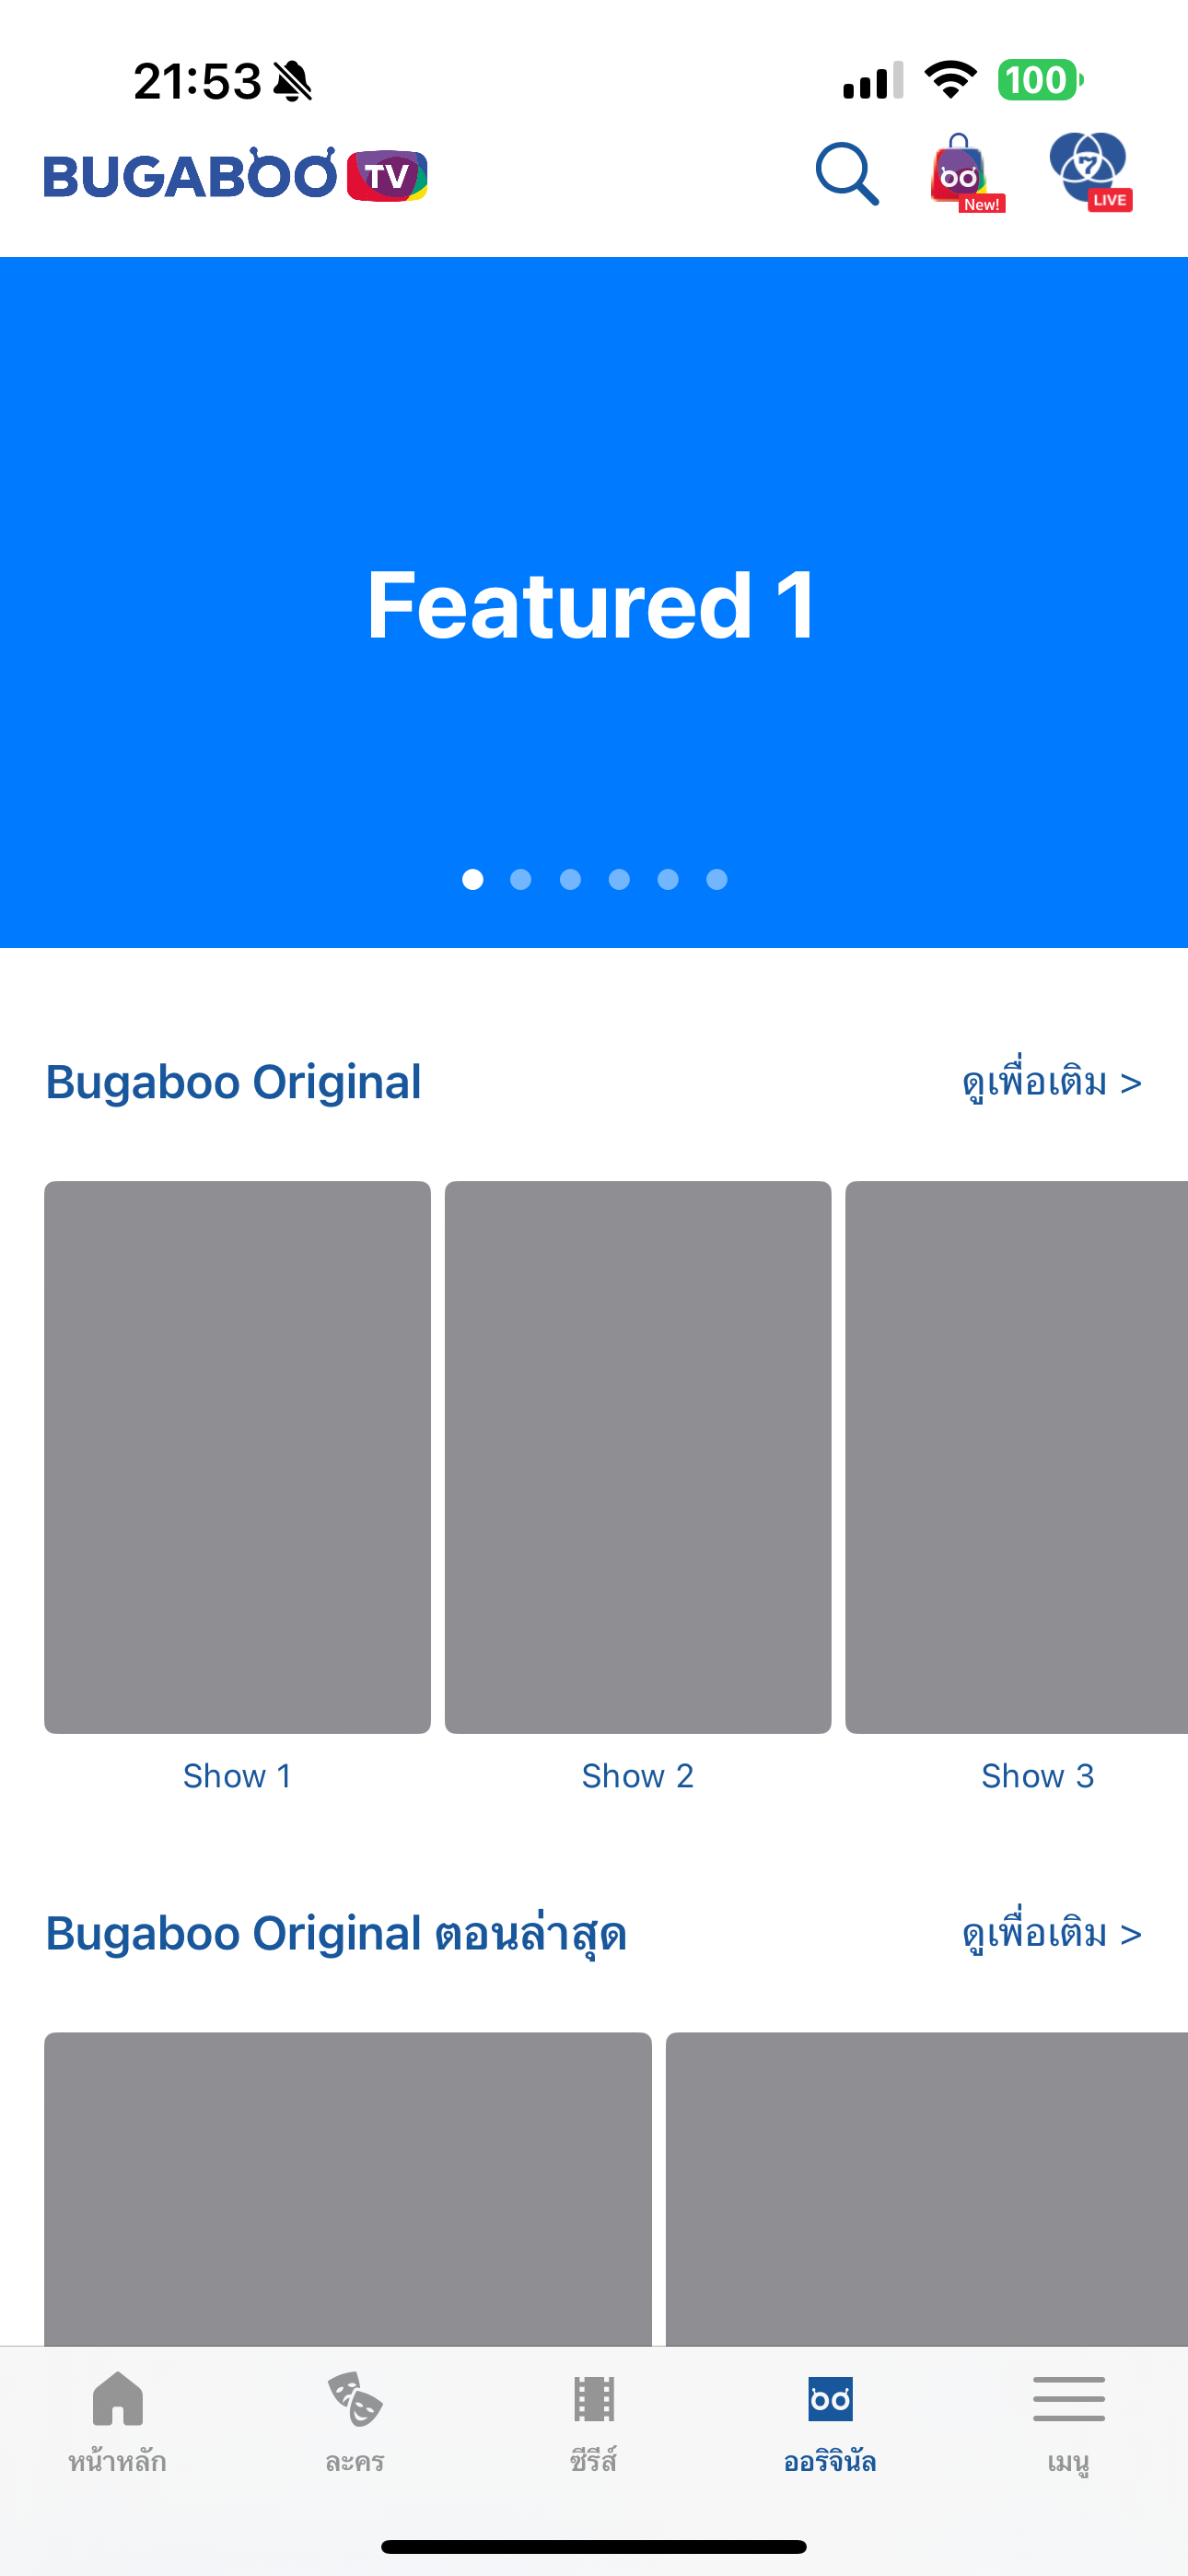 21:53
100
BUGABOO TV
New!
7
LIVE
Featured 1
Bugaboo Original
ดูเพื่อเติม >
Show 1
Show 2
Show 3
Bugaboo Original ตอนล่าสุด
ดูเพื่อเติม >
หน้าหลัก
ละคร
ซีรีส์
ออริจินัล
เมนู